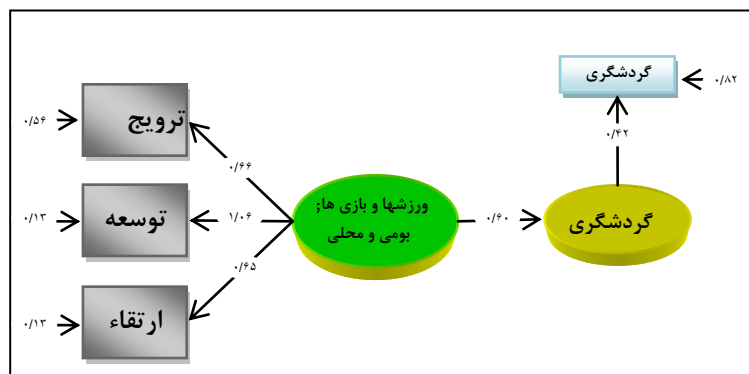 گردشگری
۰/۸۲
۰/۴۲
ترویج
۰/۵۶
۰/۶۶
ورزشها و بازی ها;
بومی و محلی
۰/۶۰
گردشگری
توسعه
۰/۱۳
۱/۰۶
۰/۶۵
ارتقاء
۰/۱۳